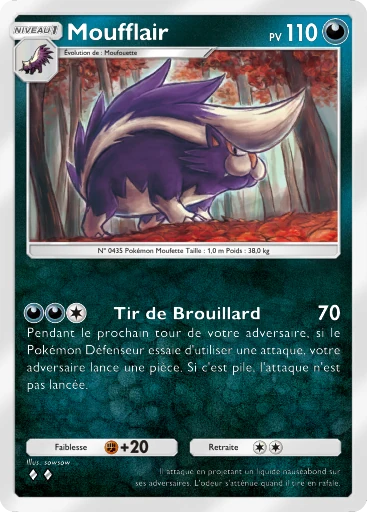 NIVEAU 1
Moufflair
PV 110
Évolution de : Moufouette
N° 0435 Pokémon Moufette Taille : 1,0 m Poids : 38,0 kg
Tir de Brouillard 70
Pendant le prochain tour de votre adversaire, si le
Pokémon Défenseur essaie d'utiliser une attaque, votre
adversaire lance une pièce. Si c'est pile, l'attaque n'est
pas lancée.
Faiblesse +20 Retraite
Illus. sowsow
Il attaque en projetant un liquide nauséabond sur
ses adversaires. L'odeur s'atténue quand il tire en rafale.